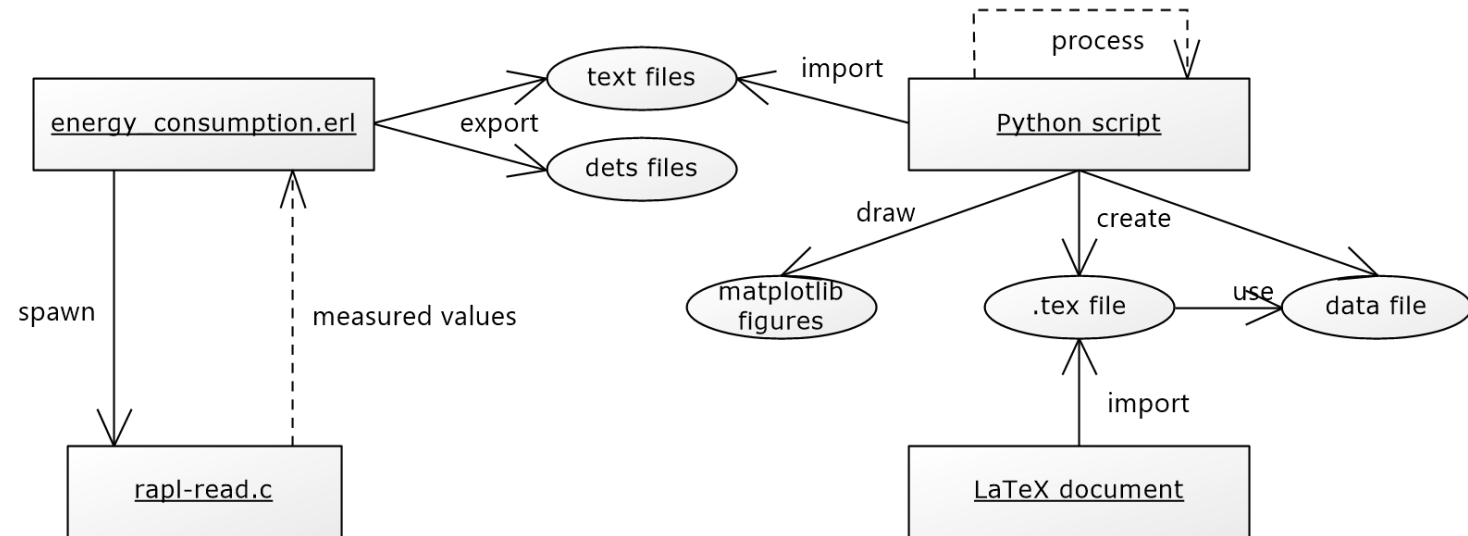 process
text files
import
energy_consumption.erl
export
Python script
dets files
draw
create
matplotlib
figures
.tex file
use
data file
spawn
measured values
import
rapl-read.c
LaTeX document